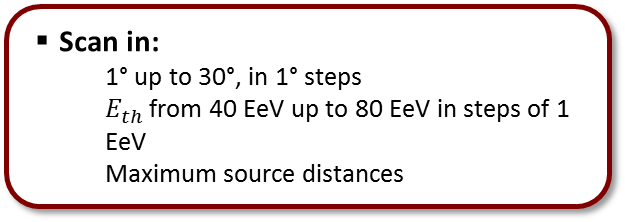 ▪ Scan in:
1° up to 30°, in 1° steps
E_th from 40 EeV up to 80 EeV in steps of 1
EeV
Maximum source distances